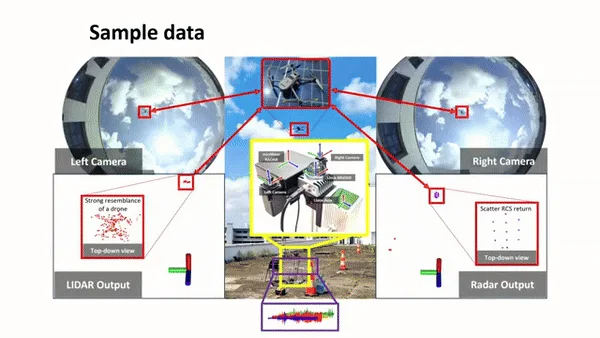 Sample data
Left Camera
Right Camera
Right Camera
Left Camera
Strong resemblance
of a drone
Top-down view
LIDAR Output
Scatter RCS return
Top-down view
Radar Output